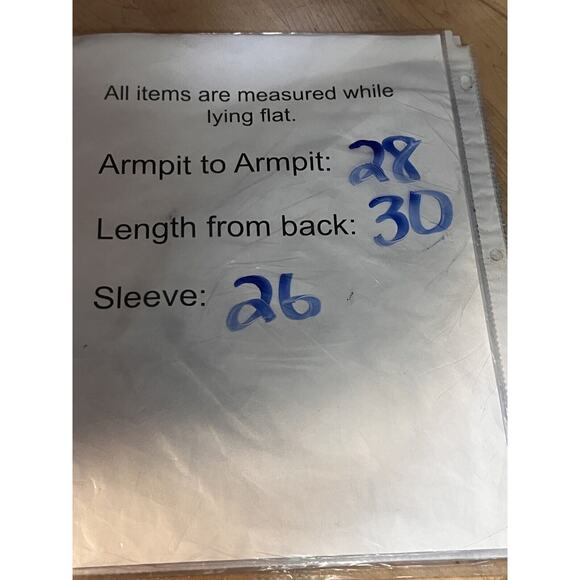 All items are measured while
lying flat.
Armpit to Armpit: 28
Length from back: 30
Sleeve: 26